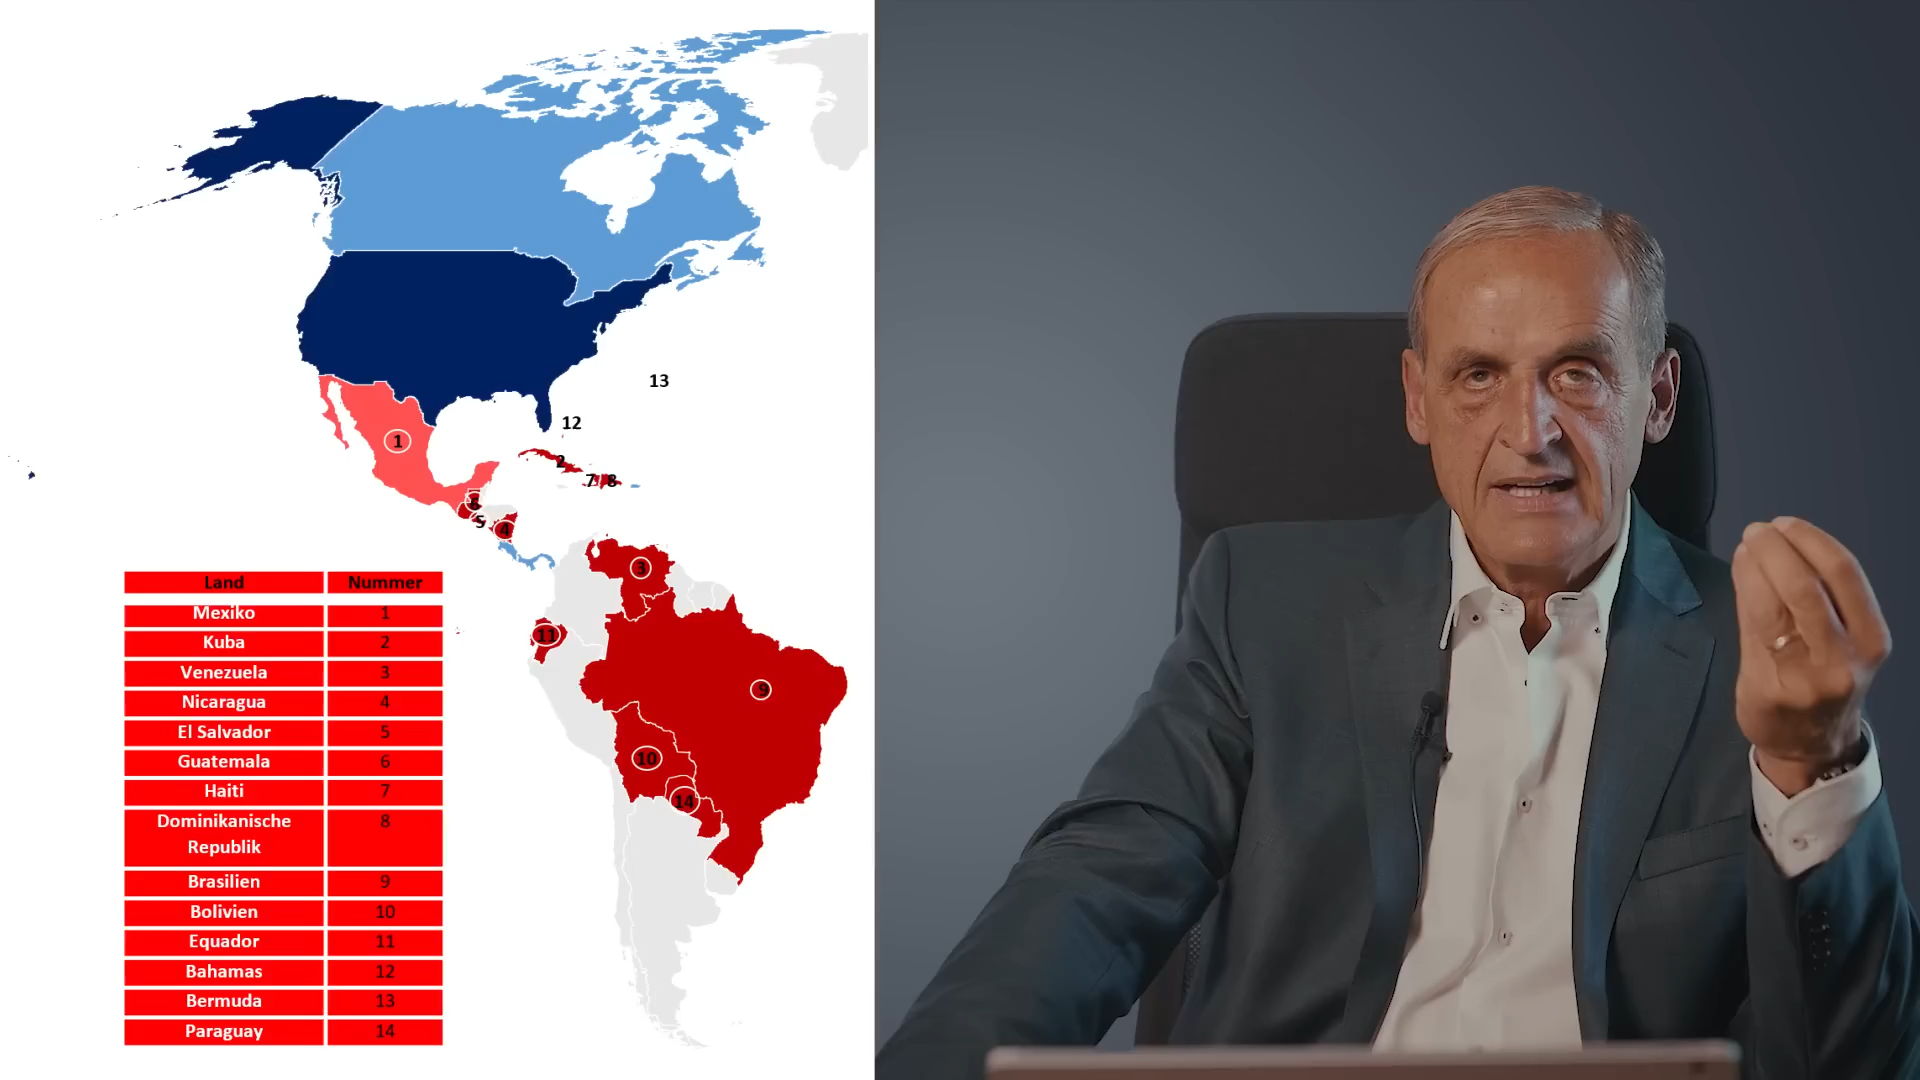 13
12
1
2
7 8
6
5
4
3
11
9
10
14
Land Nummer
Mexiko 1
Kuba 2
Venezuela 3
Nicaragua 4
El Salvador 5
Guatemala 6
Haiti 7
Dominikanische 8
Republik
Brasilien 9
Bolivien 10
Equador 11
Bahamas 12
Bermuda 13
Paraguay 14